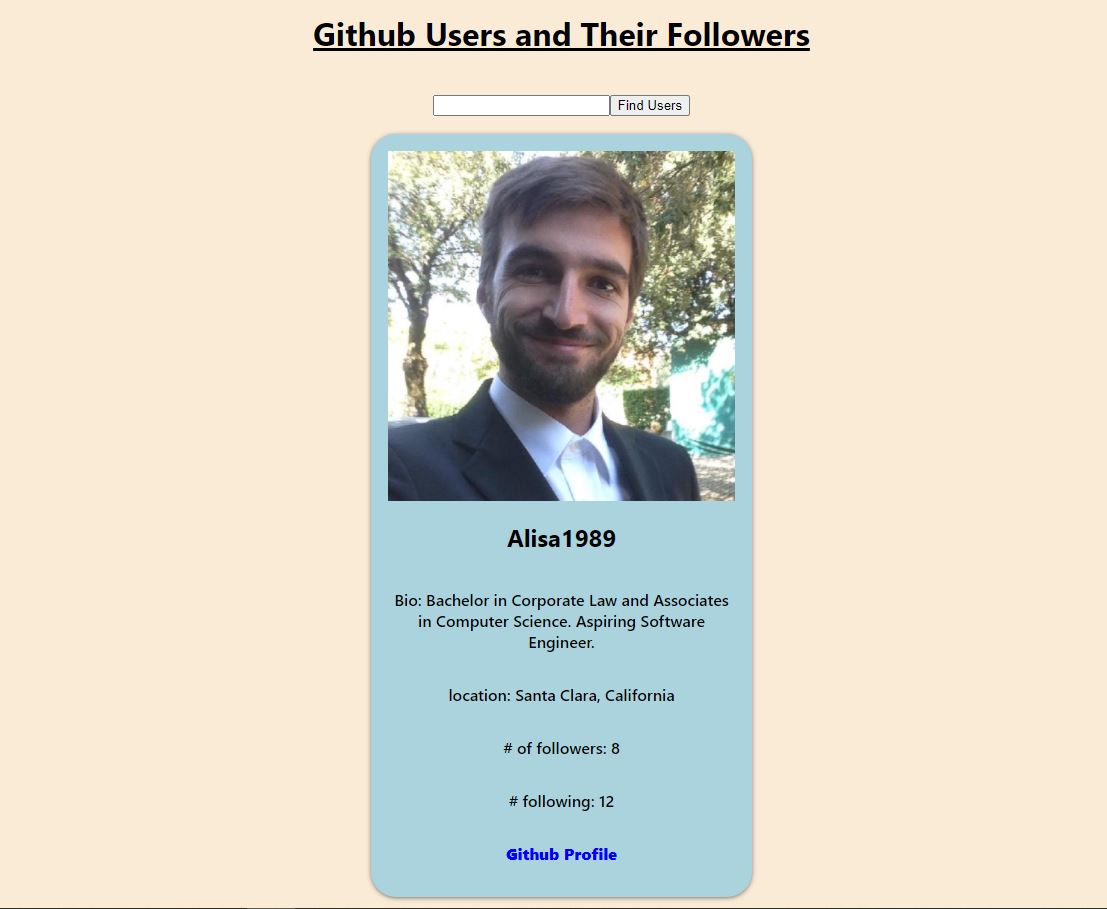 Github Users and Their Followers
Find Users
Alisa1989
Bio: Bachelor in Corporate Law and Associates
in Computer Science. Aspiring Software
Engineer.
location: Santa Clara, California
# of followers: 8
# following: 12
Github Profile